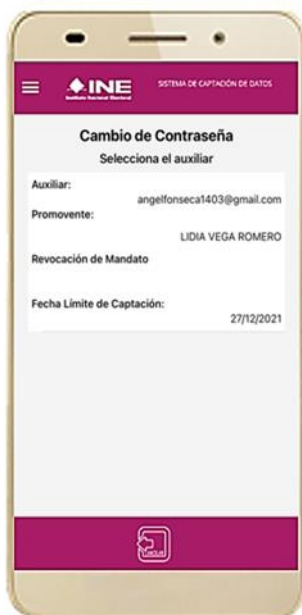 INE
Instituto Nacional Electoral
SISTEMA DE CAPTACIÓN DE DATOS
Cambio de Contraseña
Selecciona el auxiliar
Auxiliar:
angelfonseca1403@gmail.com
Promovente:
LIDIA VEGA ROMERO
Revocación de Mandato
Fecha Límite de Captación:
27/12/2021